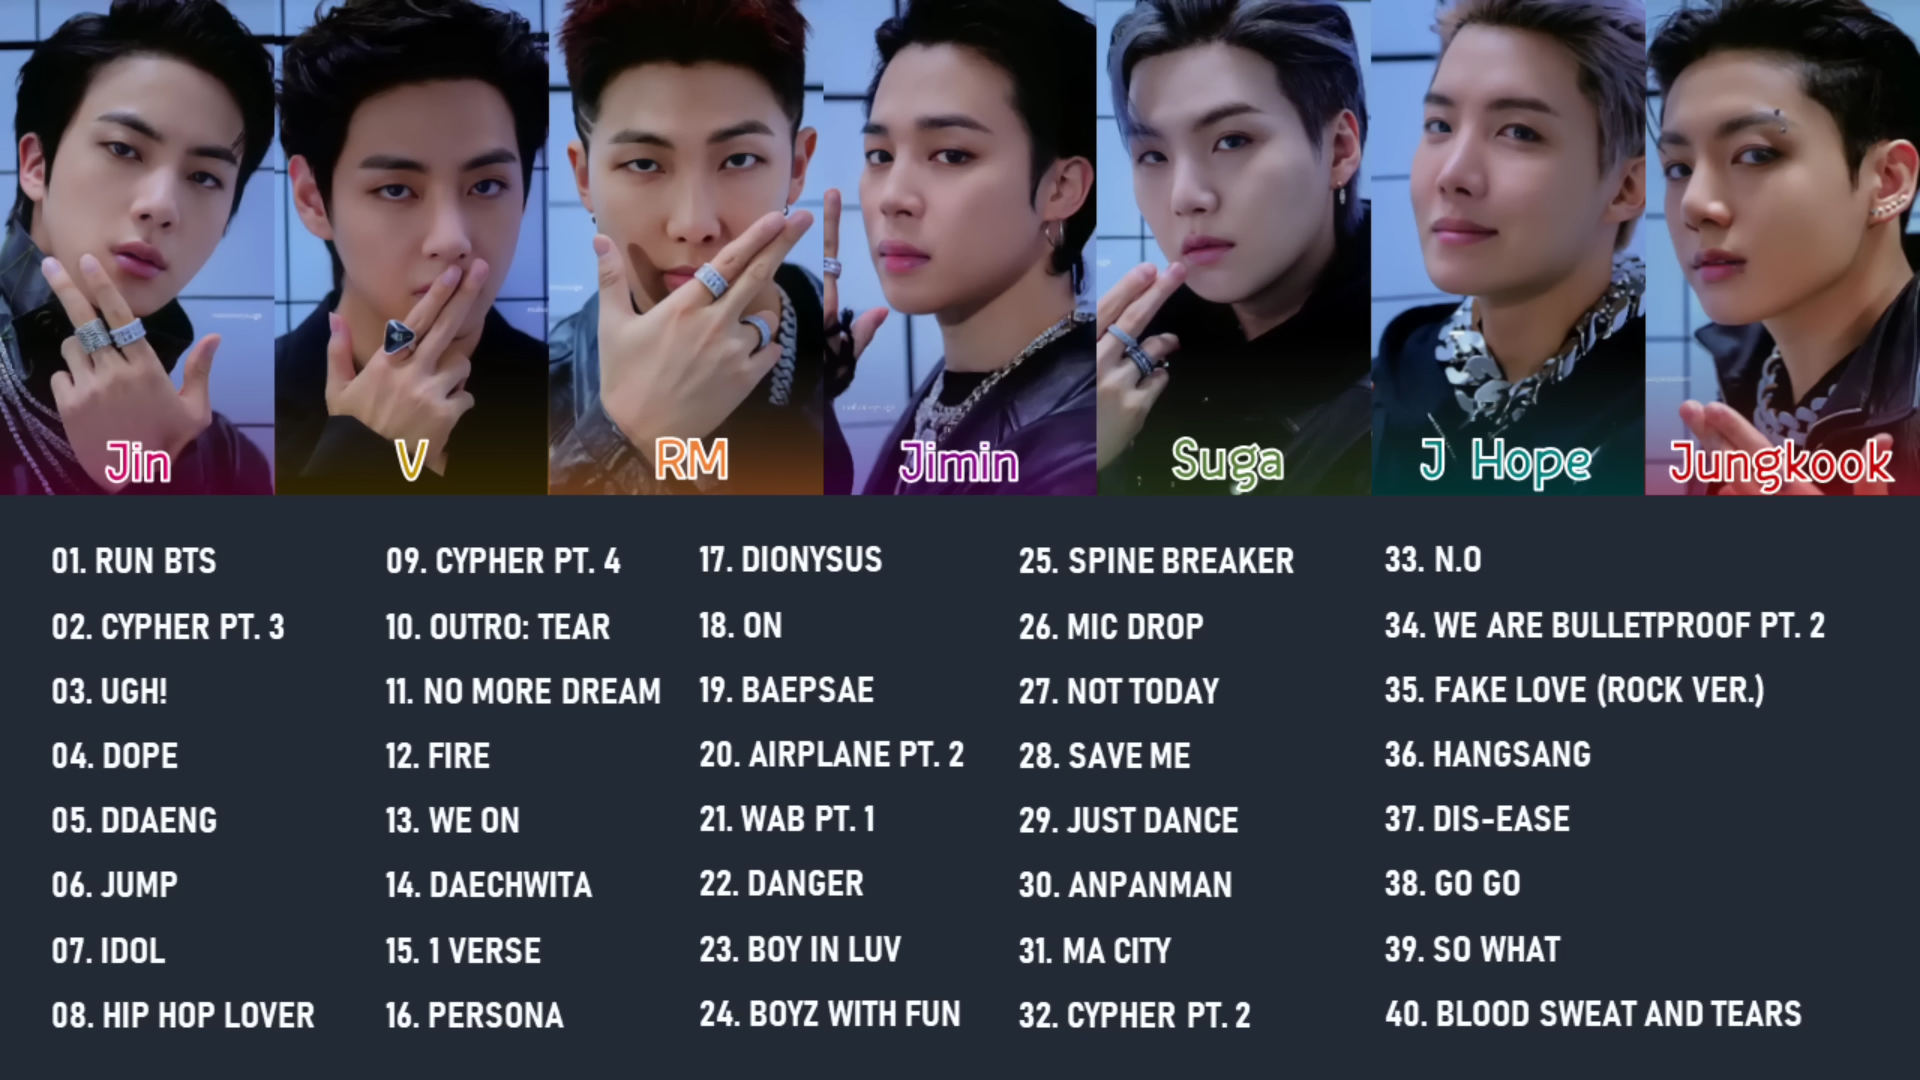 Jin
V
RM
Jimin
Suga
J Hope
Jungkook
01. RUN BTS
02. CYPHER PT. 3
03. UGH!
04. DOPE
05. DDAENG
06. JUMP
07. IDOL
08. HIP HOP LOVER
09. CYPHER PT. 4
10. OUTRO: TEAR
11. NO MORE DREAM
12. FIRE
13. WE ON
14. DAECHWITA
15. 1 VERSE
16. PERSONA
17. DIONYSUS
18. ON
19. BAEPSAE
20. AIRPLANE PT. 2
21. WAB PT. 1
22. DANGER
23. BOY IN LUV
24. BOYZ WITH FUN
25. SPINE BREAKER
26. MIC DROP
27. NOT TODAY
28. SAVE ME
29. JUST DANCE
30. ANPANMAN
31. MA CITY
32. CYPHER PT. 2
33. N.O
34. WE ARE BULLETPROOF PT. 2
35. FAKE LOVE (ROCK VER.)
36. HANGSANG
37. DIS-EASE
38. GO GO
39. SO WHAT
40. BLOOD SWEAT AND TEARS